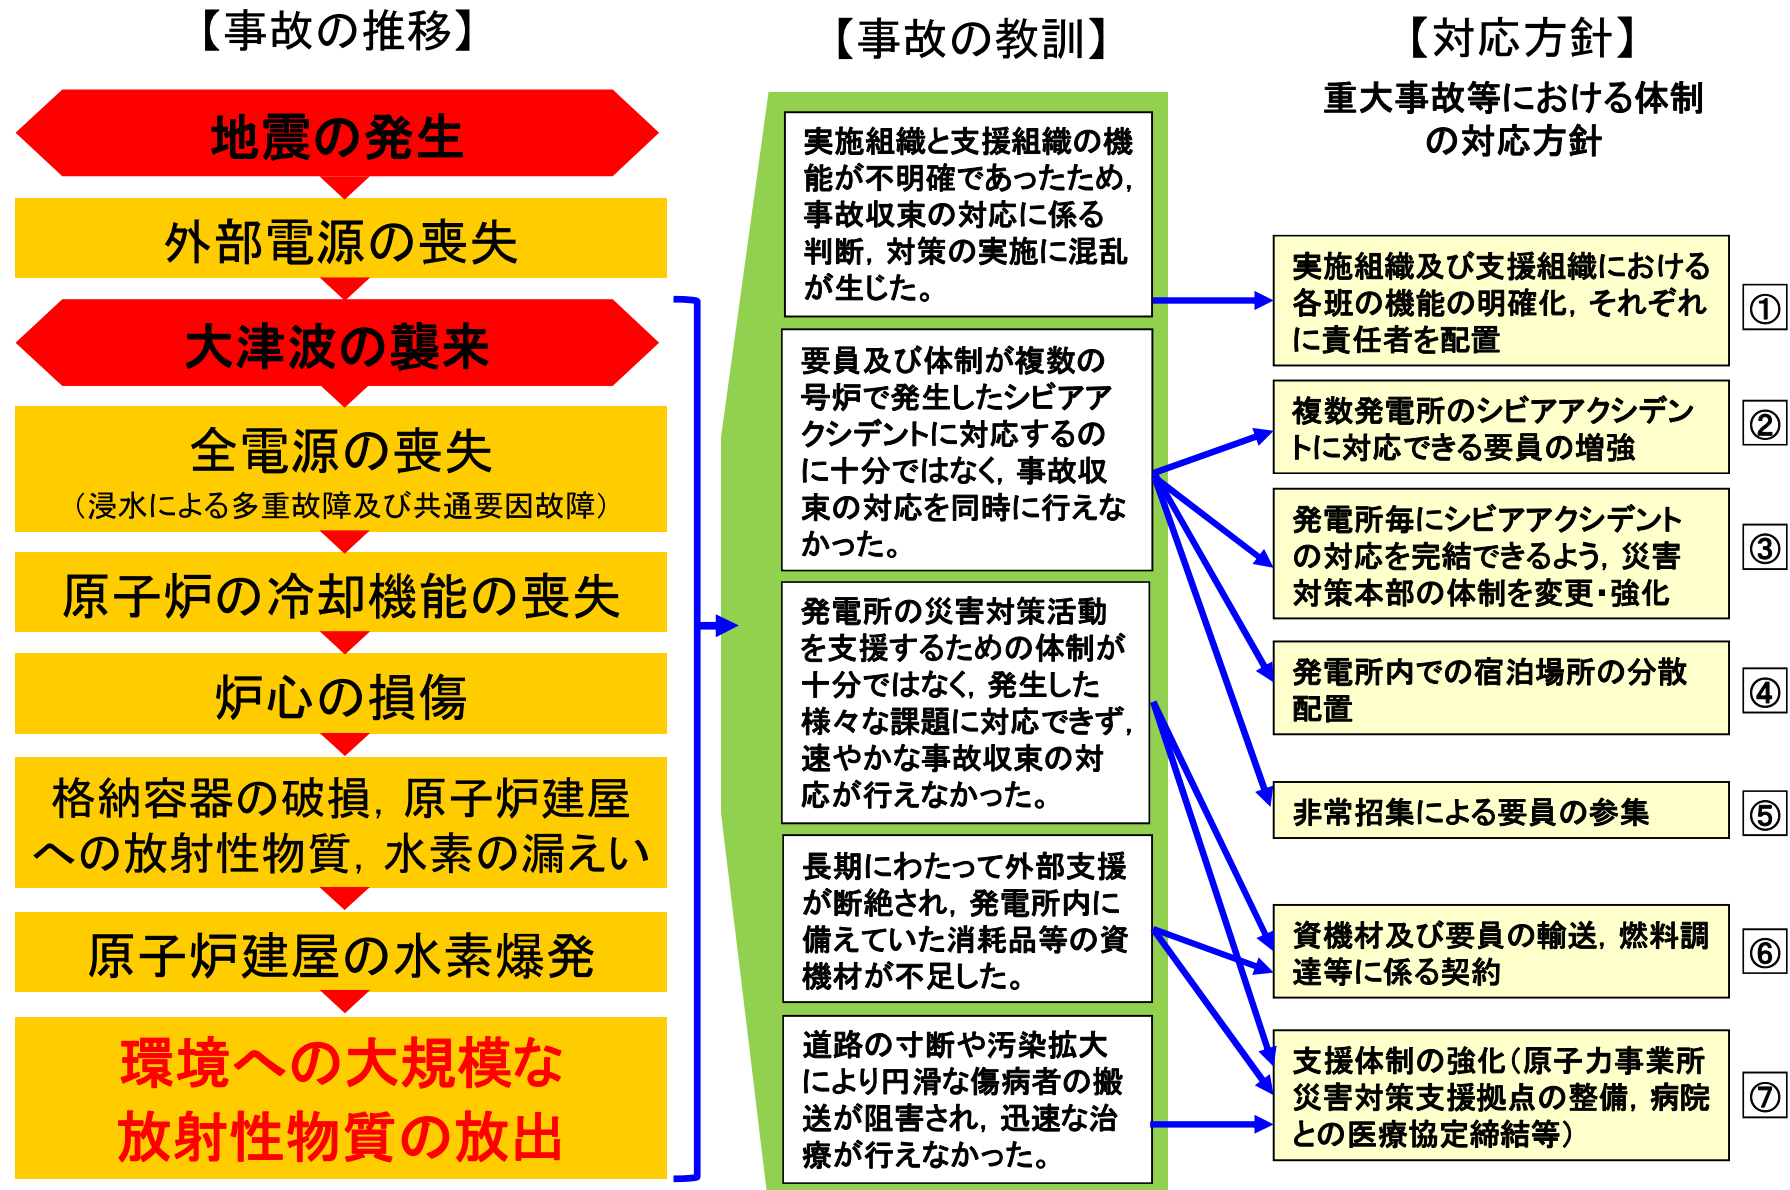 【事故の推移】
地震の発生
外部電源の喪失
大津波の襲来
全電源の喪失
（浸水による多重故障及び共通要因故障）
原子炉の冷却機能の喪失
炉心の損傷
格納容器の破損，原子炉建屋
への放射性物質，水素の漏えい
原子炉建屋の水素爆発
環境への大規模な
放射性物質の放出
【事故の教訓】
実施組織と支援組織の機
能が不明確であったため，
事故収束の対応に係る
判断，対策の実施に混乱
が生じた。
要員及び体制が複数の
号炉で発生したシビアア
クシデントに対応するの
に十分ではなく，事故収
束の対応を同時に行えな
かった。
発電所の災害対策活動
を支援するための体制が
十分ではなく，発生した
様々な課題に対応できず，
速やかな事故収束の対
応が行えなかった。
長期にわたって外部支援
が断絶され，発電所内に
備えていた消耗品等の資
機材が不足した。
道路の寸断や汚染拡大
により円滑な傷病者の搬
送が阻害され，迅速な治
療が行えなかった。
【対応方針】
重大事故等における体制
の対応方針
実施組織及び支援組織における
各班の機能の明確化，それぞれ
に責任者を配置
①
複数発電所のシビアアクシデン
トに対応できる要員の増強
②
発電所毎にシビアアクシデント
の対応を完結できるよう，災害
対策本部の体制を変更・強化
③
発電所内での宿泊場所の分散
配置
④
非常招集による要員の参集
⑤
資機材及び要員の輸送，燃料調
達等に係る契約
⑥
支援体制の強化（原子力事業所
災害対策支援拠点の整備，病院
との医療協定締結等）
⑦